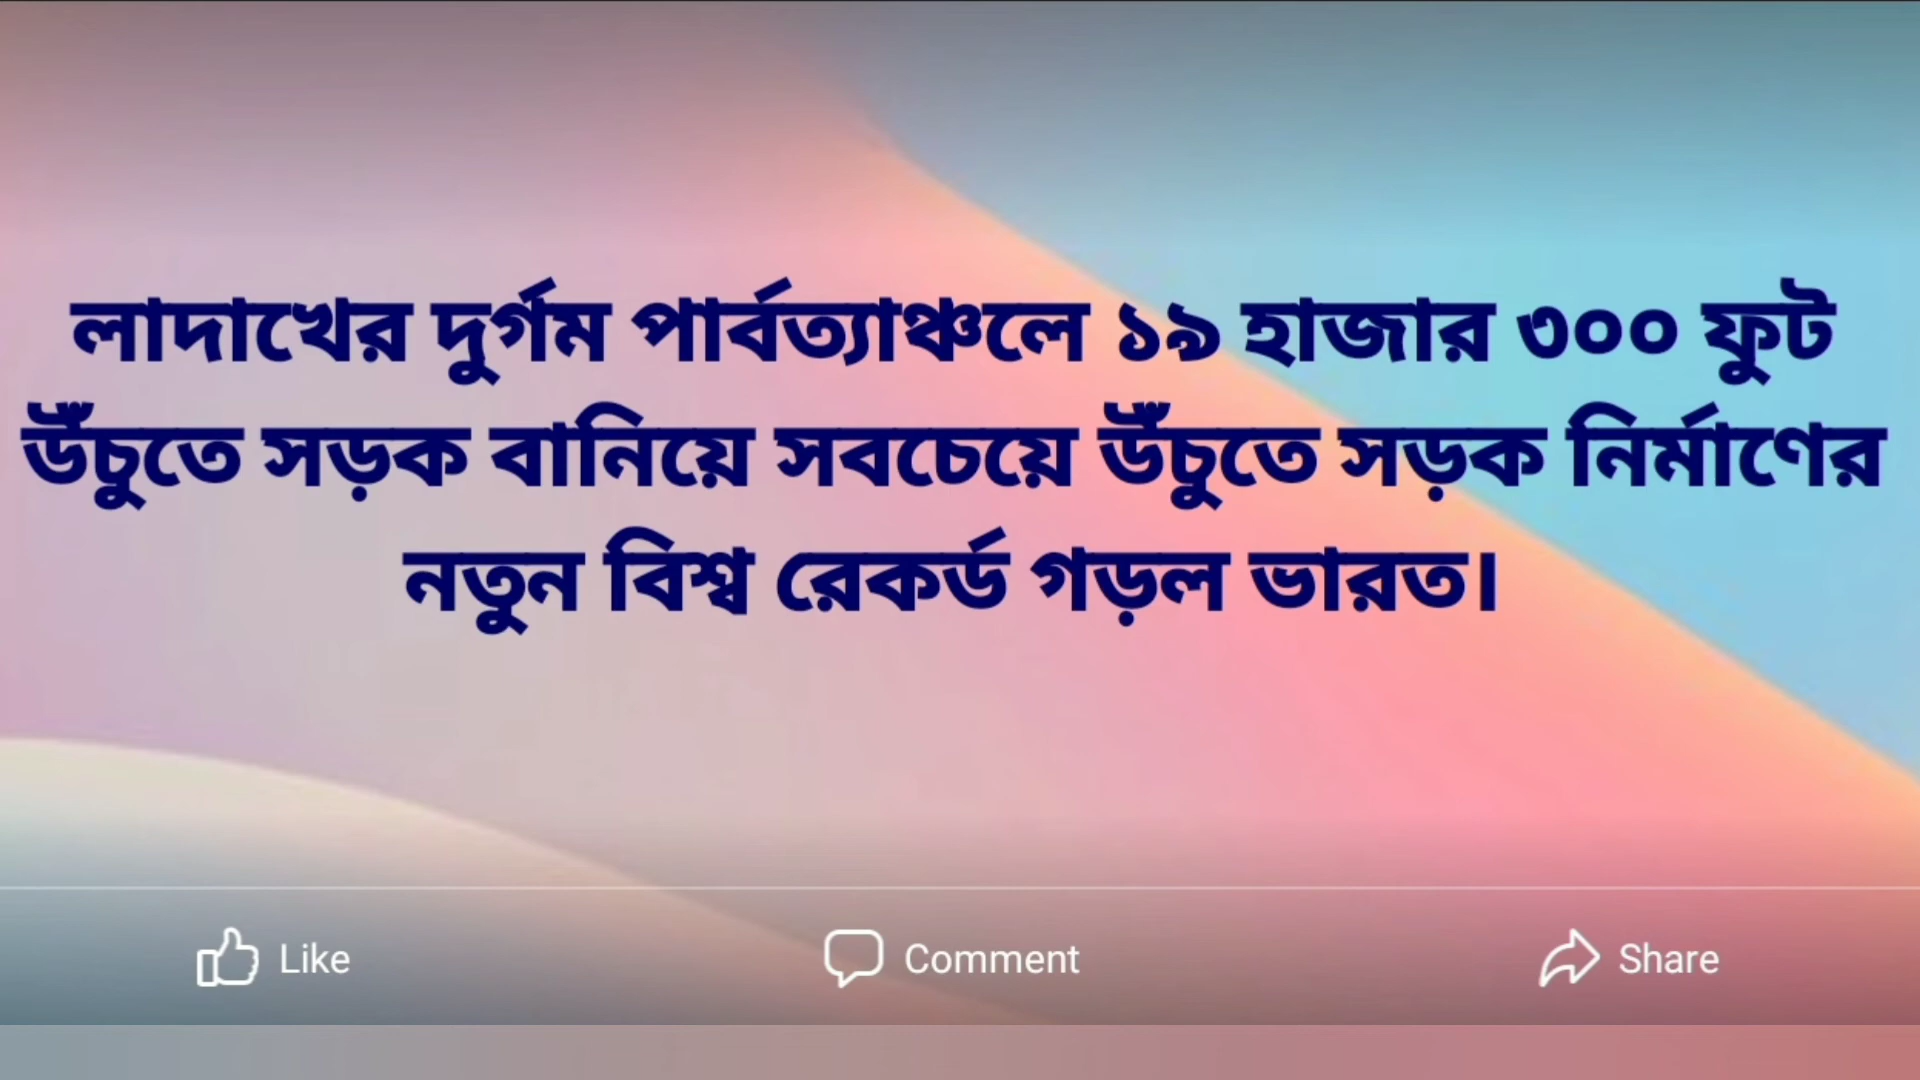 লাদাখের দুর্গম পার্বত্যাঞ্চলে ১৯ হাজার ৩০০ ফুট
উঁচুতে সড়ক বানিয়ে সবচেয়ে উঁচুতে সড়ক নির্মাণের
নতুন বিশ্ব রেকর্ড গড়ল ভারত।
Like Comment Share